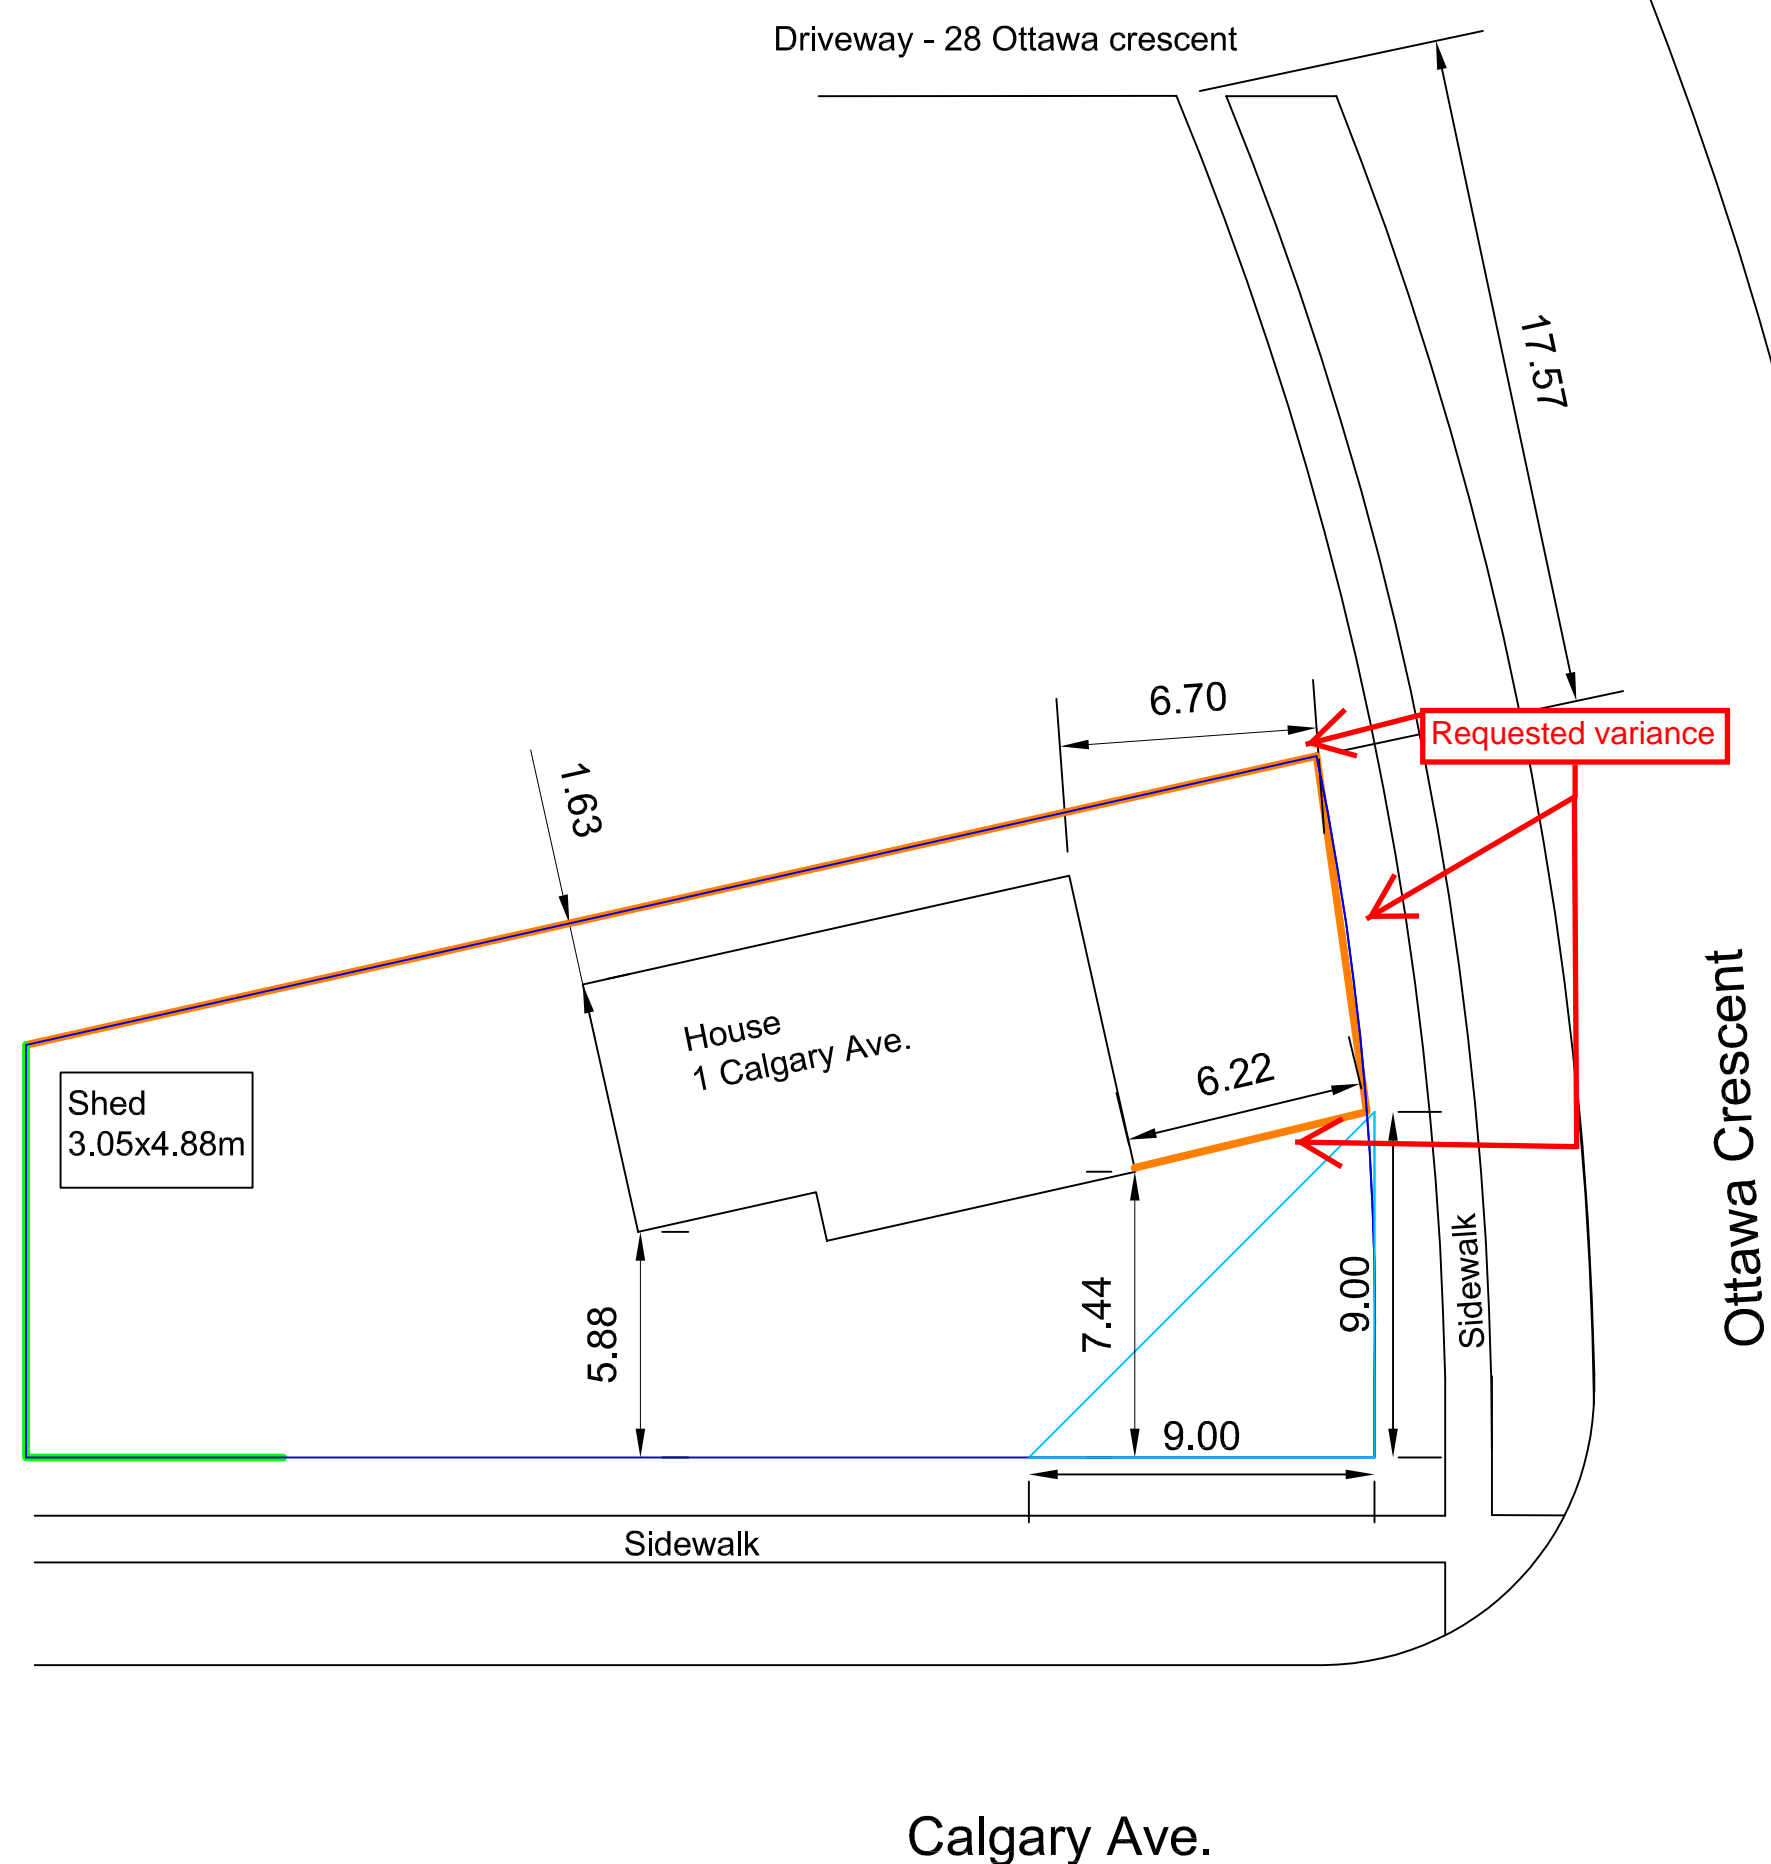 Driveway - 28 Ottawa crescent
17.57
6.70
Requested variance
1.63
House
1 Calgary Ave.
6.22
Shed
3.05x4.88m
Ottawa Crescent
5.88
7.44
9.00
Sidewalk
9.00
Sidewalk
Calgary Ave.